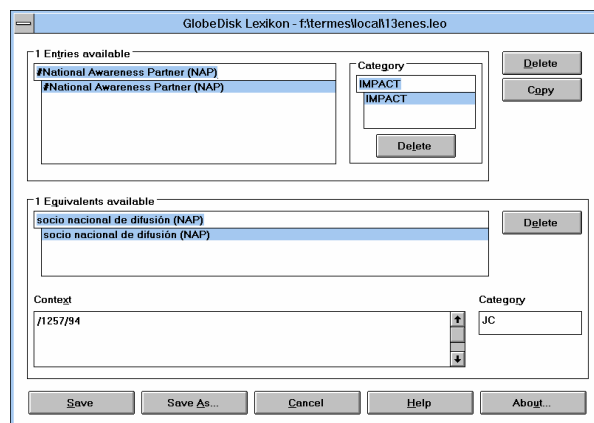 GlobeDisk Lexikon - f:\termes\local\13enes.leo
1 Entries available
#National Awareness Partner (NAP)
#National Awareness Partner (NAP)
Category
IMPACT
IMPACT
Delete
Delete
Copy
1 Equivalents available
socio nacional de difusión (NAP)
socio nacional de difusión (NAP)
Delete
Context
/1257/94
Category
JC
Save
Save As...
Cancel
Help
About...